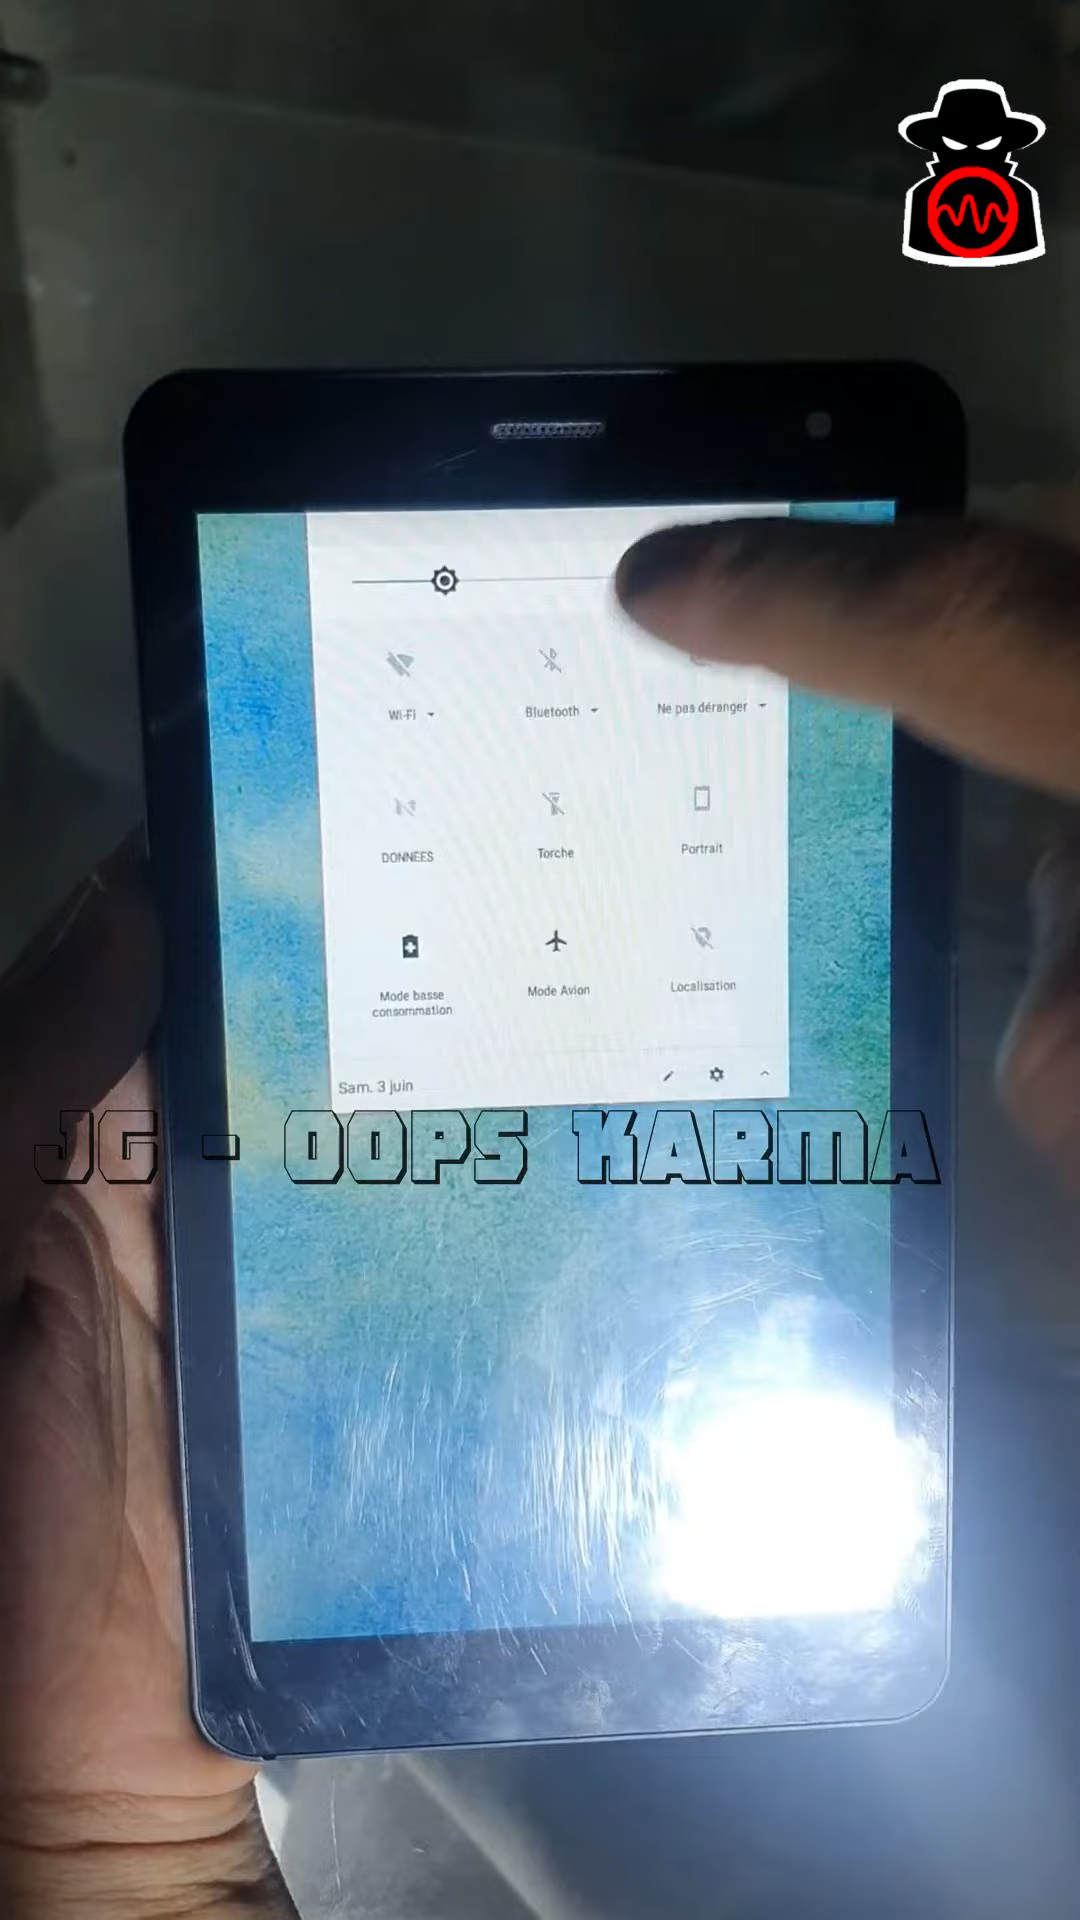 Wi-Fi
Bluetooth
Ne pas déranger
DONNEES
Torche
Portrait
Mode basse
consommation
Mode Avion
Localisation
Sam. 3 juin
JG - OOPS KARMA